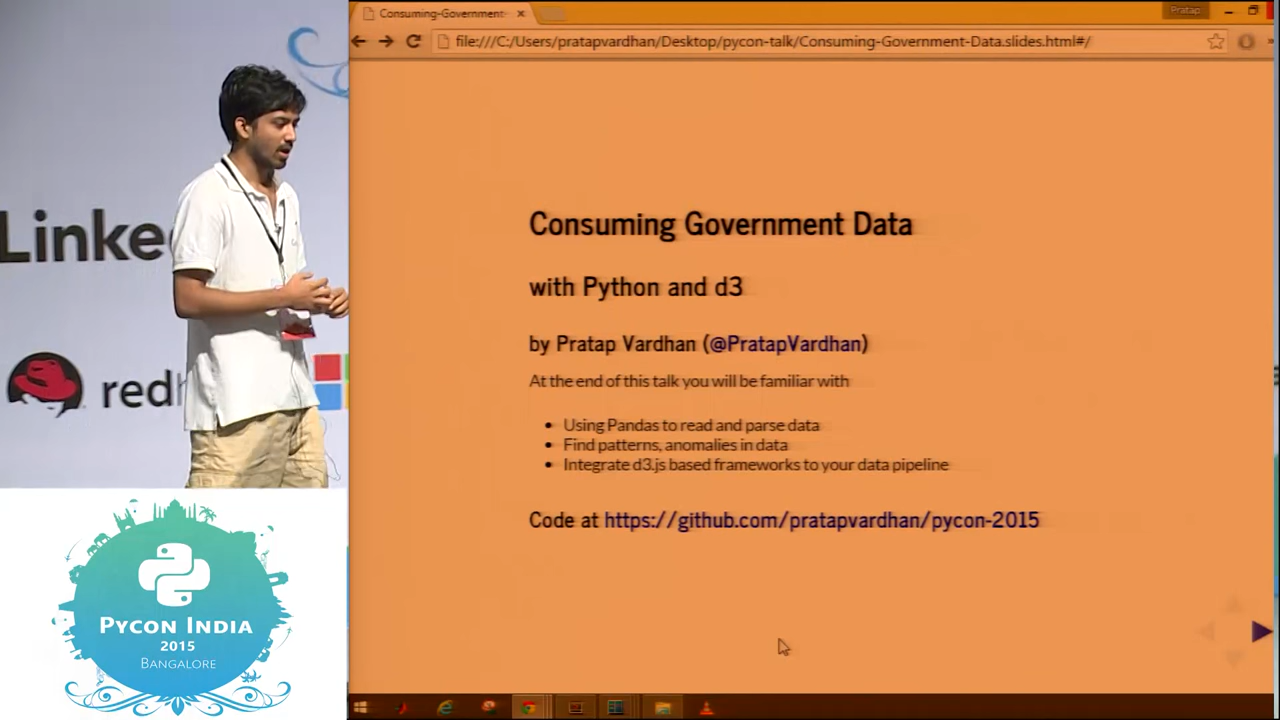 Consuming-Government-
Pratap
file:///C:/Users/pratapvardhan/Desktop/pycon-talk/Consuming-Government-Data.slides.html#/
Linke
redh
Consuming Government Data
with Python and d3
by Pratap Vardhan (@PratapVardhan)
At the end of this talk you will be familiar with
Using Pandas to read and parse data
Find patterns, anomalies in data
Integrate d3.js based frameworks to your data pipeline
Code at https://github.com/pratapvardhan/pycon-2015
PYCON INDIA
2015
BANGALORE